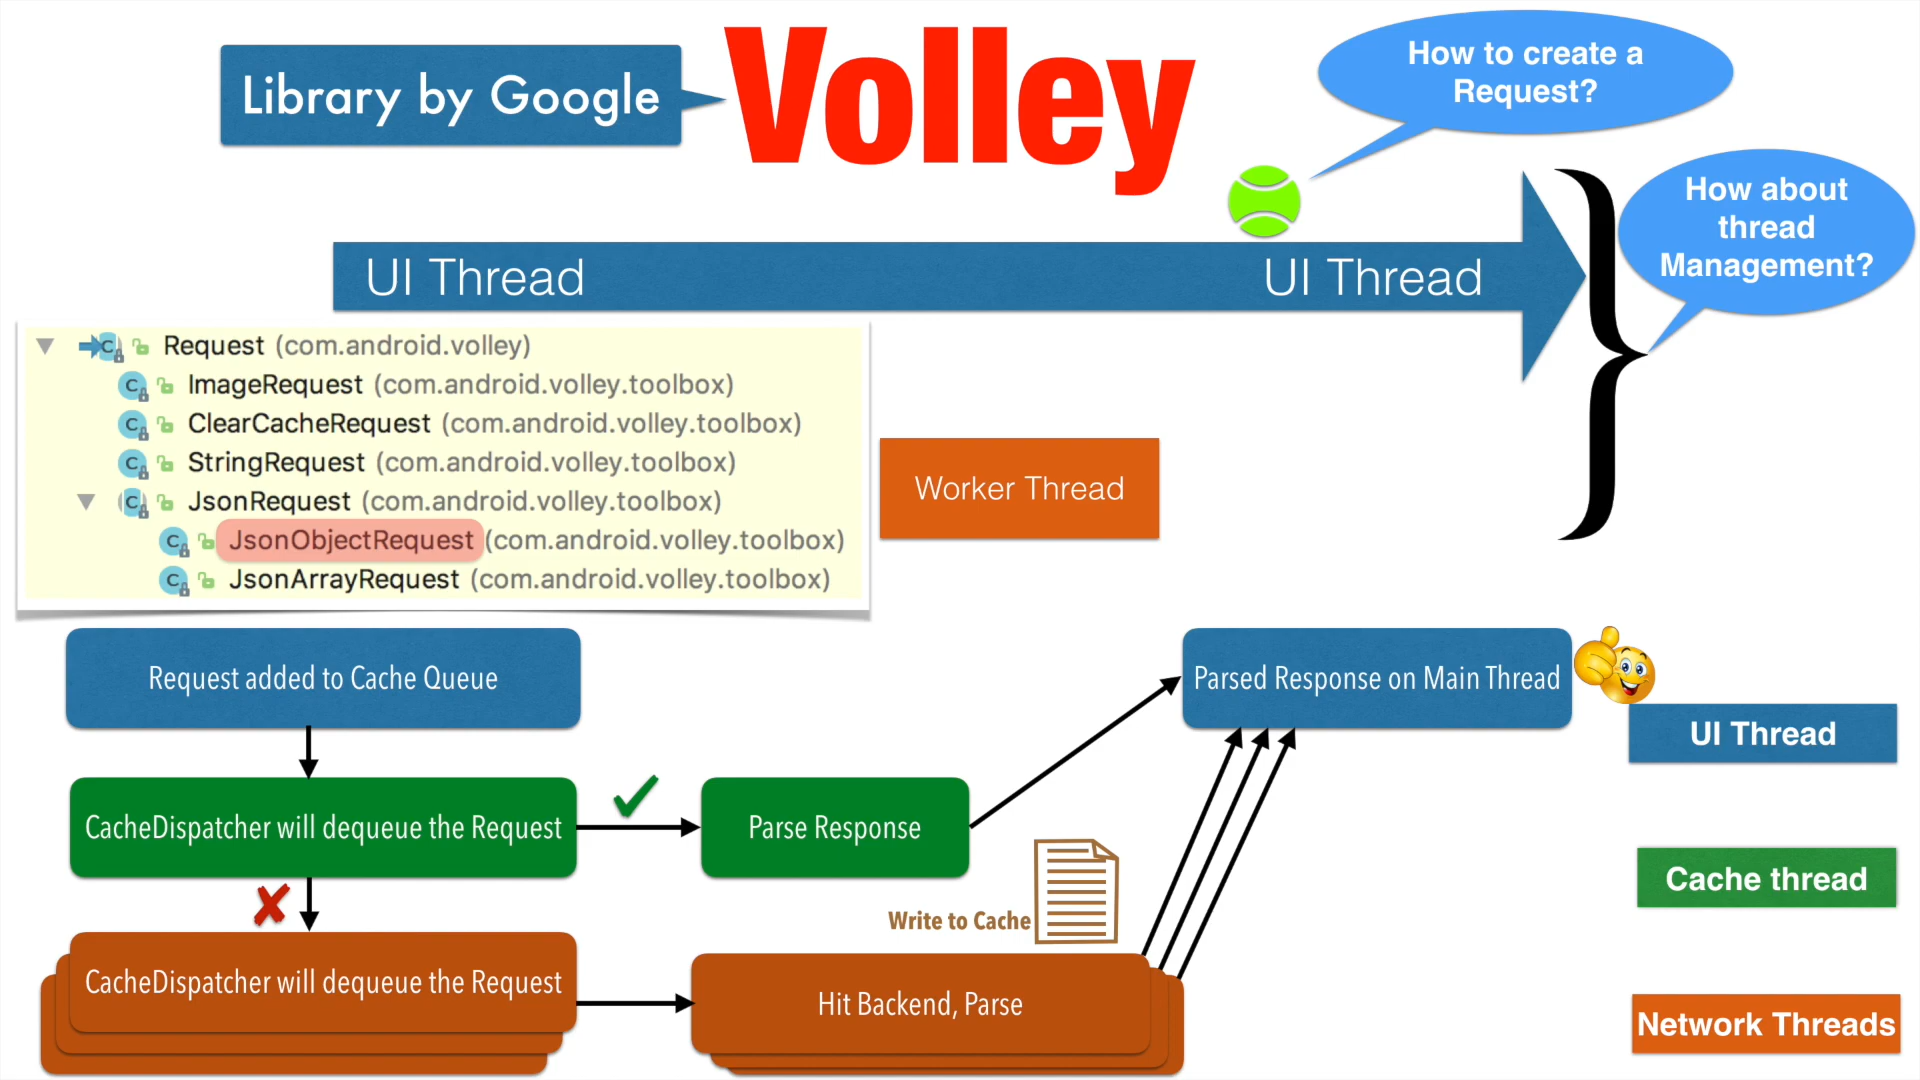 Library by Google
Volley
How to create a
Request?
How about
thread
Management?
UI Thread
UI Thread
Request (com.android.volley)
ImageRequest (com.android.volley.toolbox)
ClearCacheRequest (com.android.volley.toolbox)
StringRequest (com.android.volley.toolbox)
JsonRequest (com.android.volley.toolbox)
JsonObjectRequest (com.android.volley.toolbox)
JsonArrayRequest (com.android.volley.toolbox)
Worker Thread
Request added to Cache Queue
Parsed Response on Main Thread
UI Thread
CacheDispatcher will dequeue the Request
Parse Response
Cache thread
Write to Cache
CacheDispatcher will dequeue the Request
Hit Backend, Parse
Network Threads